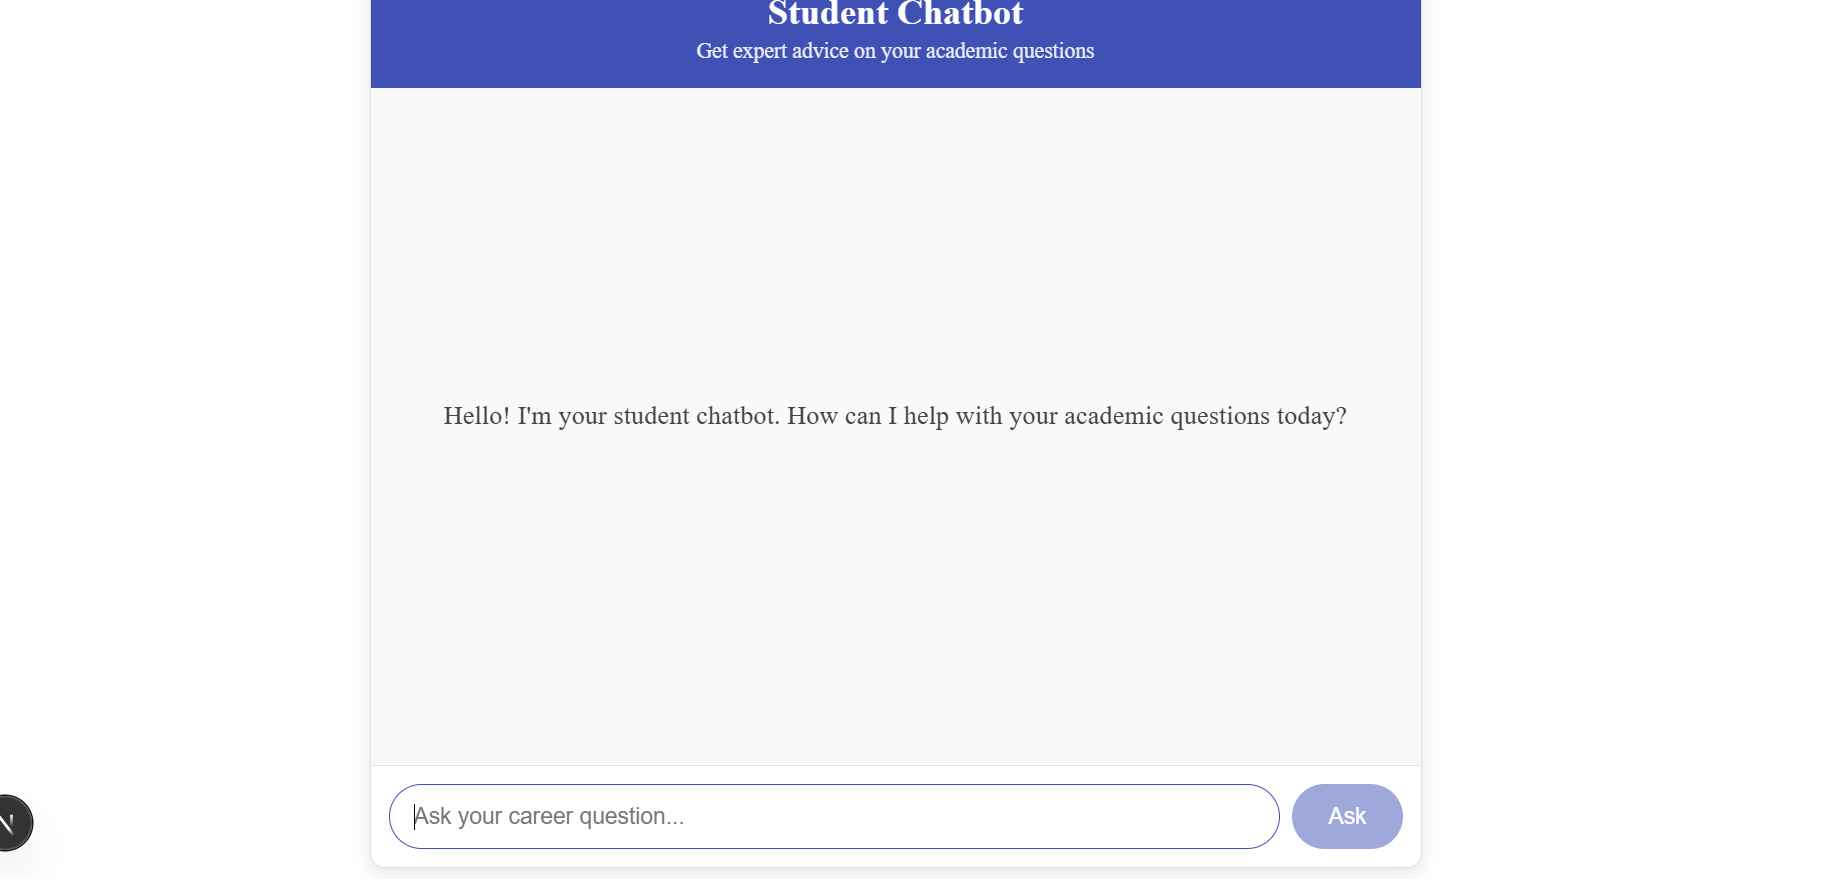 Student Chatbot
Get expert advice on your academic questions
Hello! I'm your student chatbot. How can I help with your academic questions today?
Ask your career question...
Ask
N